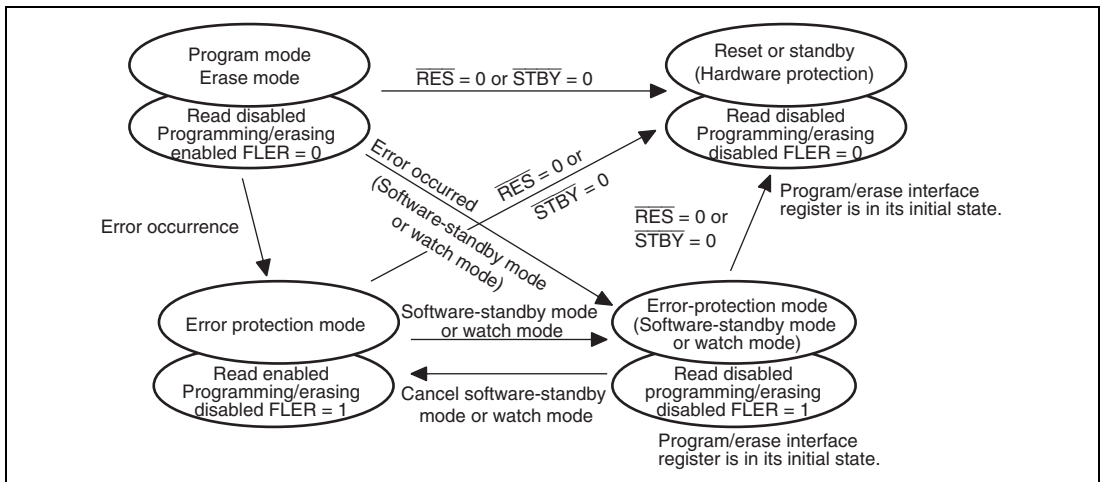 Program mode
Erase mode
Read disabled
Programming/erasing
enabled FLER = 0
RES = 0 or STBY = 0
Reset or standby
(Hardware protection)
Read disabled
Programming/erasing
disabled FLER = 0
Program/erase interface
register is in its initial state.
Error occurrence
Error occurred
(Software-standby mode
or watch mode)
RES = 0 or
STBY = 0
RES = 0 or
STBY = 0
Error protection mode
Read enabled
Programming/erasing
disabled FLER = 1
Software-standby mode
or watch mode
Cancel software-standby
mode or watch mode
Error-protection mode
(Software-standby mode
or watch mode)
Read disabled
programming/erasing
disabled FLER = 1
Program/erase interface
register is in its initial state.